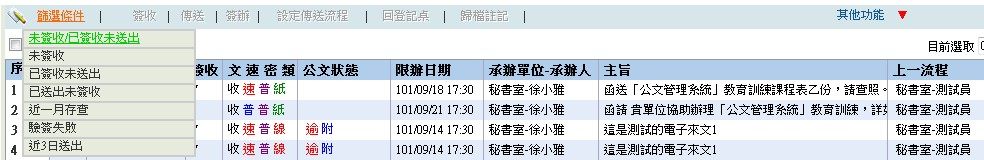 篩選條件 | 簽收 | 傳送 | 簽辦 | 設定傳送流程 | 回登記桌 | 歸檔註記 | 其他功能 ▼
未簽收/已簽收未送出
未簽收
已簽收未送出
已送出未簽收
近一月存查
驗簽失敗
近3日送出
目前選取
序 簽收 文 速 密 類 公文狀態 限辦日期 承辦單位-承辦人 主旨 上一流程
1 收 速 普 紙 101/09/18 17:30 秘書室-徐小雅 函送「公文管理系統」教育訓練課程表乙份，請查照。 秘書室-測試員
2 收 普 普 紙 101/09/21 17:30 秘書室-徐小雅 函請 貴單位協助辦理「公文管理系統」教育訓練，詳如 秘書室-測試員
3 收 速 普 線 逾 附 101/09/14 17:30 秘書室-徐小雅 這是測試的電子來文1 秘書室-測試員
4 收 速 普 線 逾 附 101/09/14 17:30 秘書室-徐小雅 這是測試的電子來文1 秘書室-測試員